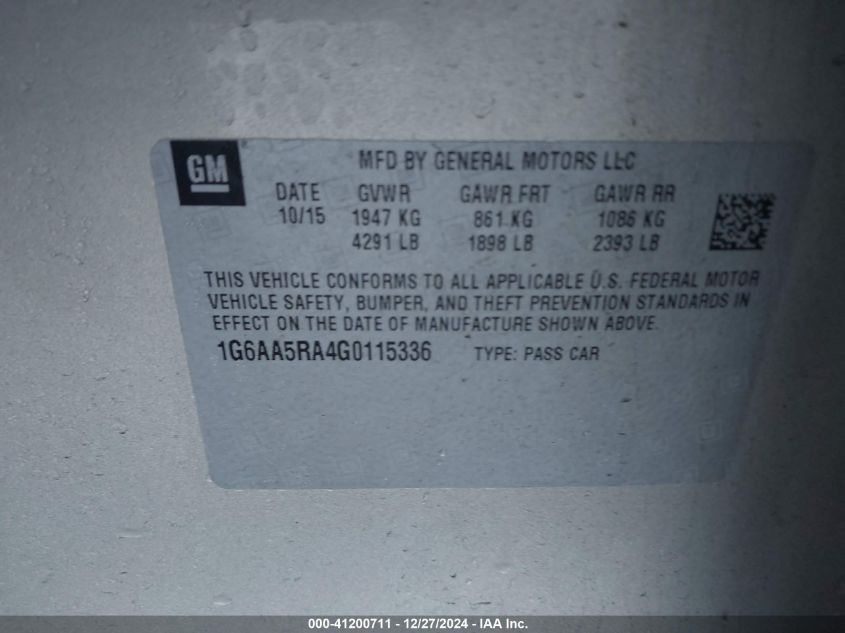 GM
MFD BY GENERAL MOTORS LLC
DATE GVWR GAWR FRT GAWR RR
10/15 1947 KG 861 KG 1086 KG
4291 LB 1898 LB 2393 LB
THIS VEHICLE CONFORMS TO ALL APPLICABLE U.S. FEDERAL MOTOR
VEHICLE SAFETY, BUMPER, AND THEFT PREVENTION STANDARDS IN
EFFECT ON THE DATE OF MANUFACTURE SHOWN ABOVE.
1G6AA5RA4G0115336 TYPE: PASS CAR
000-41200711 - 12/27/2024 - IAA Inc.